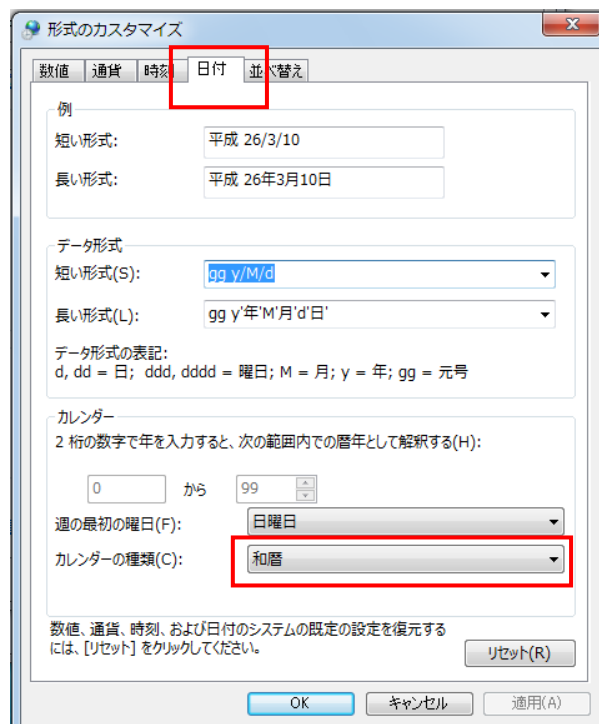 形式のカスタマイズ
数値 通貨 時刻 日付 並べ替え
例
短い形式: 平成 26/3/10
長い形式: 平成 26年3月10日
データ形式
短い形式(S): gg y/M/d
長い形式(L): gg y'年'M'月'd'日'
データ形式の表記:
d, dd = 日; ddd, dddd = 曜日; M = 月; y = 年; gg = 元号
カレンダー
2 桁の数字で年を入力すると、次の範囲内での暦年として解釈する(H):
0 から 99
週の最初の曜日(F): 日曜日
カレンダーの種類(C): 和暦
数値、通貨、時刻、および日付のシステムの既定の設定を復元する
には、[リセット] をクリックしてください。
リセット(R)
OK キャンセル 適用(A)